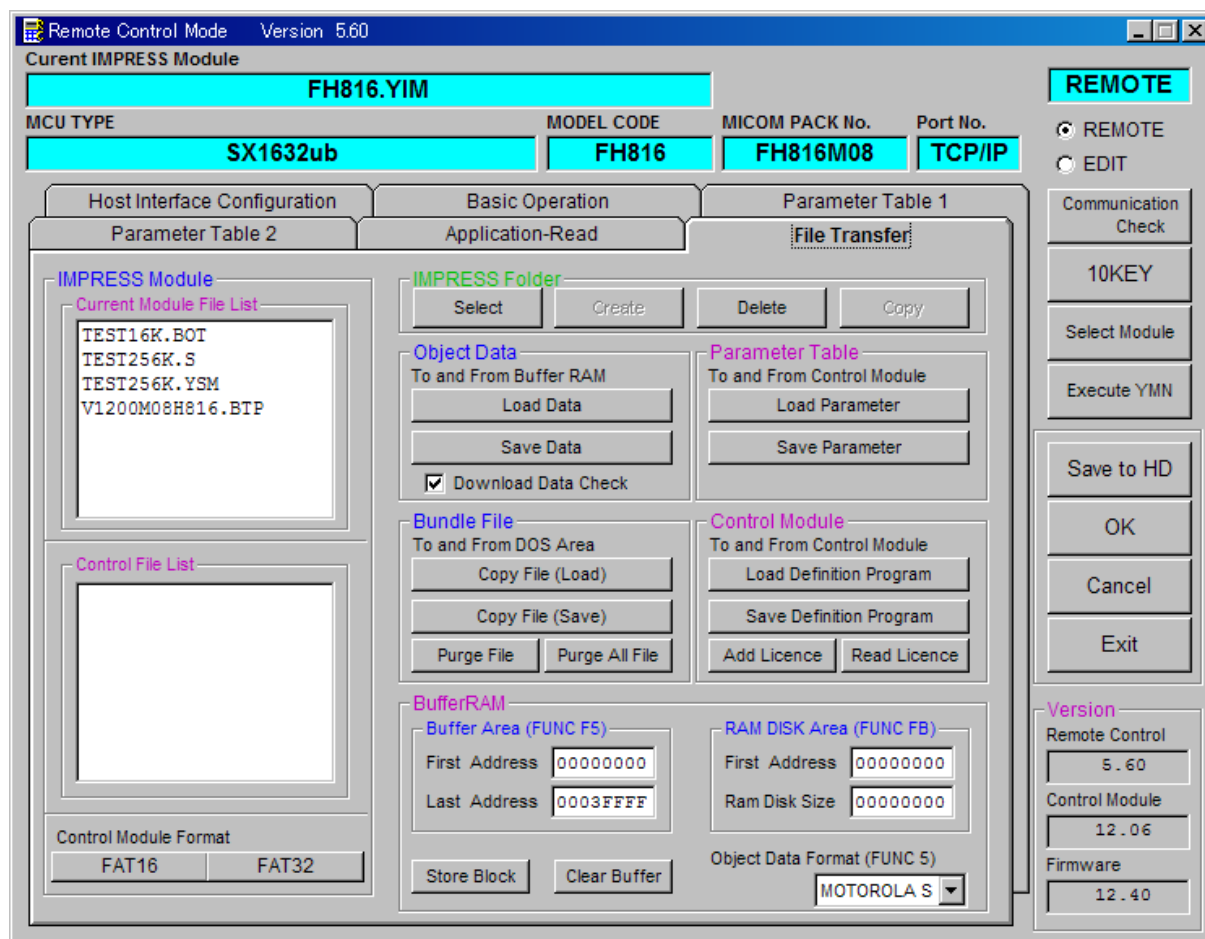 Remote Control Mode Version 5.60
Curent IMPRESS Module
FH816.YIM
MCU TYPE MODEL CODE MICOM PACK No. Port No.
SX1632ub FH816 FH816M08 TCP/IP
REMOTE
REMOTE
EDIT
Host Interface Configuration Basic Operation Parameter Table 1
Parameter Table 2 Application-Read File Transfer
IMPRESS Module
Current Module File List
TEST16K.BOT
TEST256K.S
TEST256K.YSM
V1200M08H816.BTP
Control File List
Control Module Format
FAT16 FAT32
IMPRESS Folder
Select Create Delete Copy
Object Data
To and From Buffer RAM
Load Data
Save Data
Download Data Check
Parameter Table
To and From Control Module
Load Parameter
Save Parameter
Bundle File
To and From DOS Area
Copy File (Load)
Copy File (Save)
Purge File Purge All File
Control Module
To and From Control Module
Load Definition Program
Save Definition Program
Add Licence Read Licence
BufferRAM
Buffer Area (FUNC F5)
First Address 00000000
Last Address 0003FFFF
Store Block Clear Buffer
RAM DISK Area (FUNC FB)
First Address 00000000
Ram Disk Size 00000000
Object Data Format (FUNC 5)
MOTOROLA S
Communication
Check
10KEY
Select Module
Execute YMN
Save to HD
OK
Cancel
Exit
Version
Remote Control
5.60
Control Module
12.06
Firmware
12.40